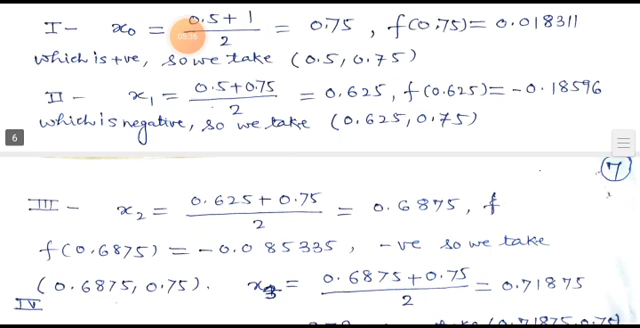 I - x₀ = (0.5 + 1)/2 = 0.75 , f(0.75) = 0.018311
which is +ve, so we take (0.5, 0.75)
II - x₁ = (0.5 + 0.75)/2 = 0.625, f(0.625) = -0.18596
which is negative, so we take (0.625, 0.75)
6
7
III - x₂ = (0.625 + 0.75)/2 = 0.6875, f
f(0.6875) = -0.085335, -ve so we take
(0.6875, 0.75). x₃ = (0.6875 + 0.75)/2 = 0.71875
IV